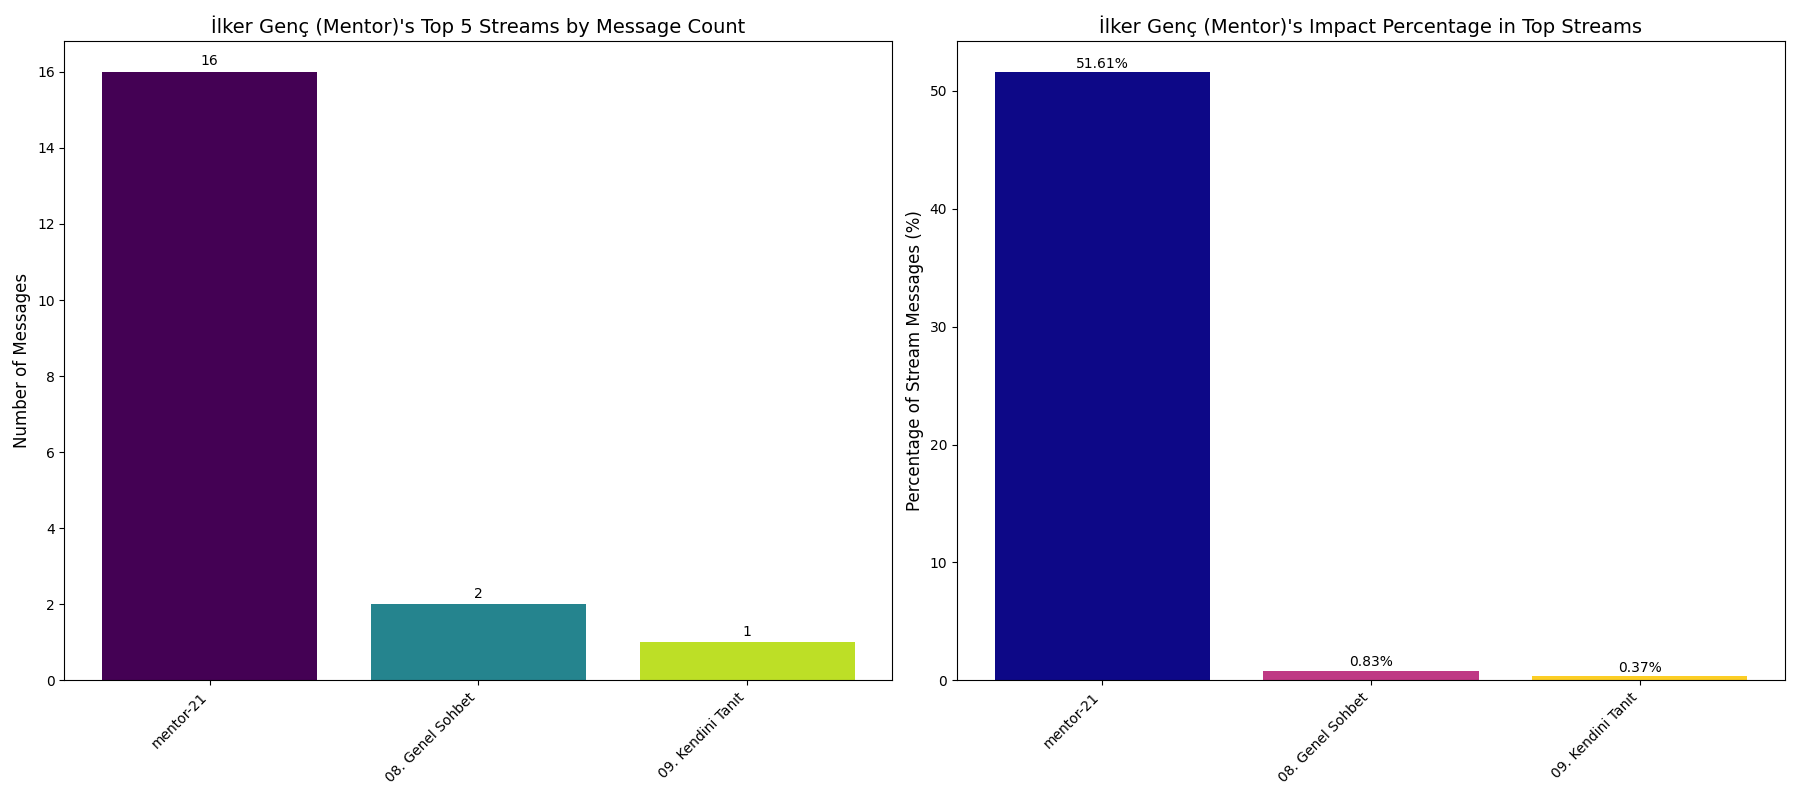 İlker Genç (Mentor)'s Top 5 Streams by Message Count
Number of Messages
16
14
12
10
8
6
4
2
0
16
2
1
mentor-21
08. Genel Sohbet
09. Kendini Tanıt
İlker Genç (Mentor)'s Impact Percentage in Top Streams
Percentage of Stream Messages (%)
50
40
30
20
10
0
51.61%
0.83%
0.37%
mentor-21
08. Genel Sohbet
09. Kendini Tanıt